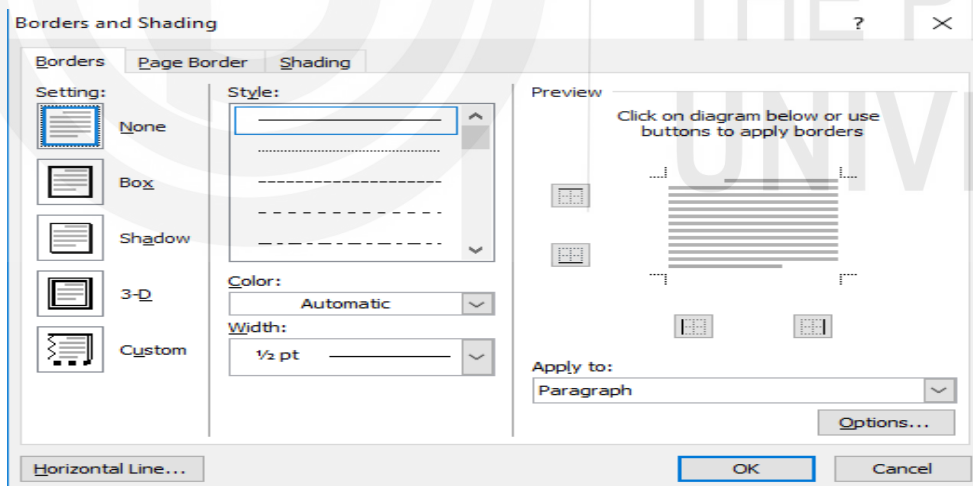 THE P
Borders and Shading ? ×
Borders Page Border Shading
Setting:
None
Box
Shadow
3-D
Custom
Style:
Color:
Automatic
Width:
½ pt
Preview
Click on diagram below or use
buttons to apply borders
UNIV
Apply to:
Paragraph
Options...
Horizontal Line...
OK
Cancel